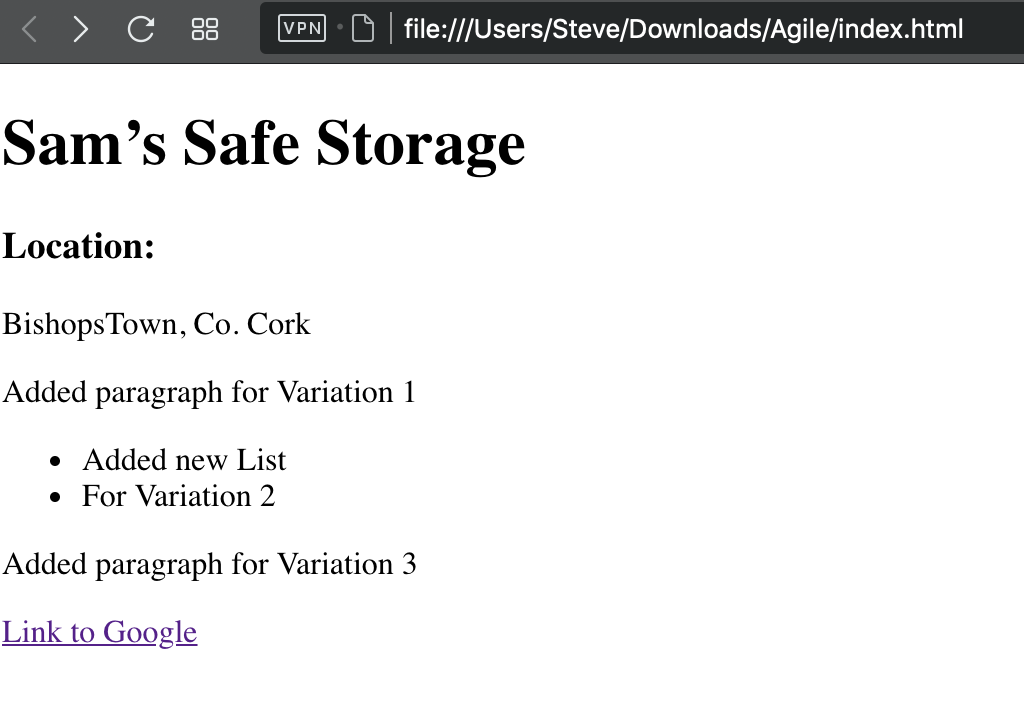 VPN file:///Users/Steve/Downloads/Agile/index.html
Sam’s Safe Storage
Location:
BishopsTown, Co. Cork
Added paragraph for Variation 1
• Added new List
• For Variation 2
Added paragraph for Variation 3
Link to Google